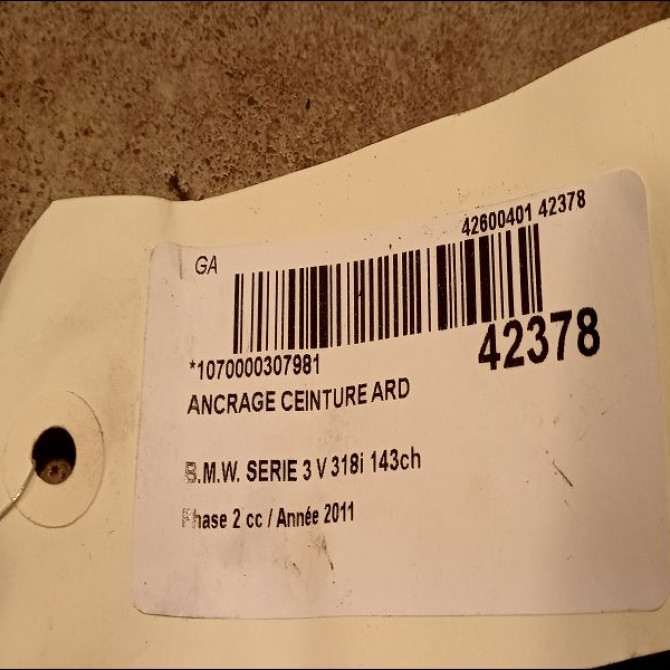 42600401 42378
GA
42378
*1070000307981
ANCRAGE CEINTURE ARD
B.M.W. SERIE 3 V 318i 143ch
Phase 2 cc / Année 2011